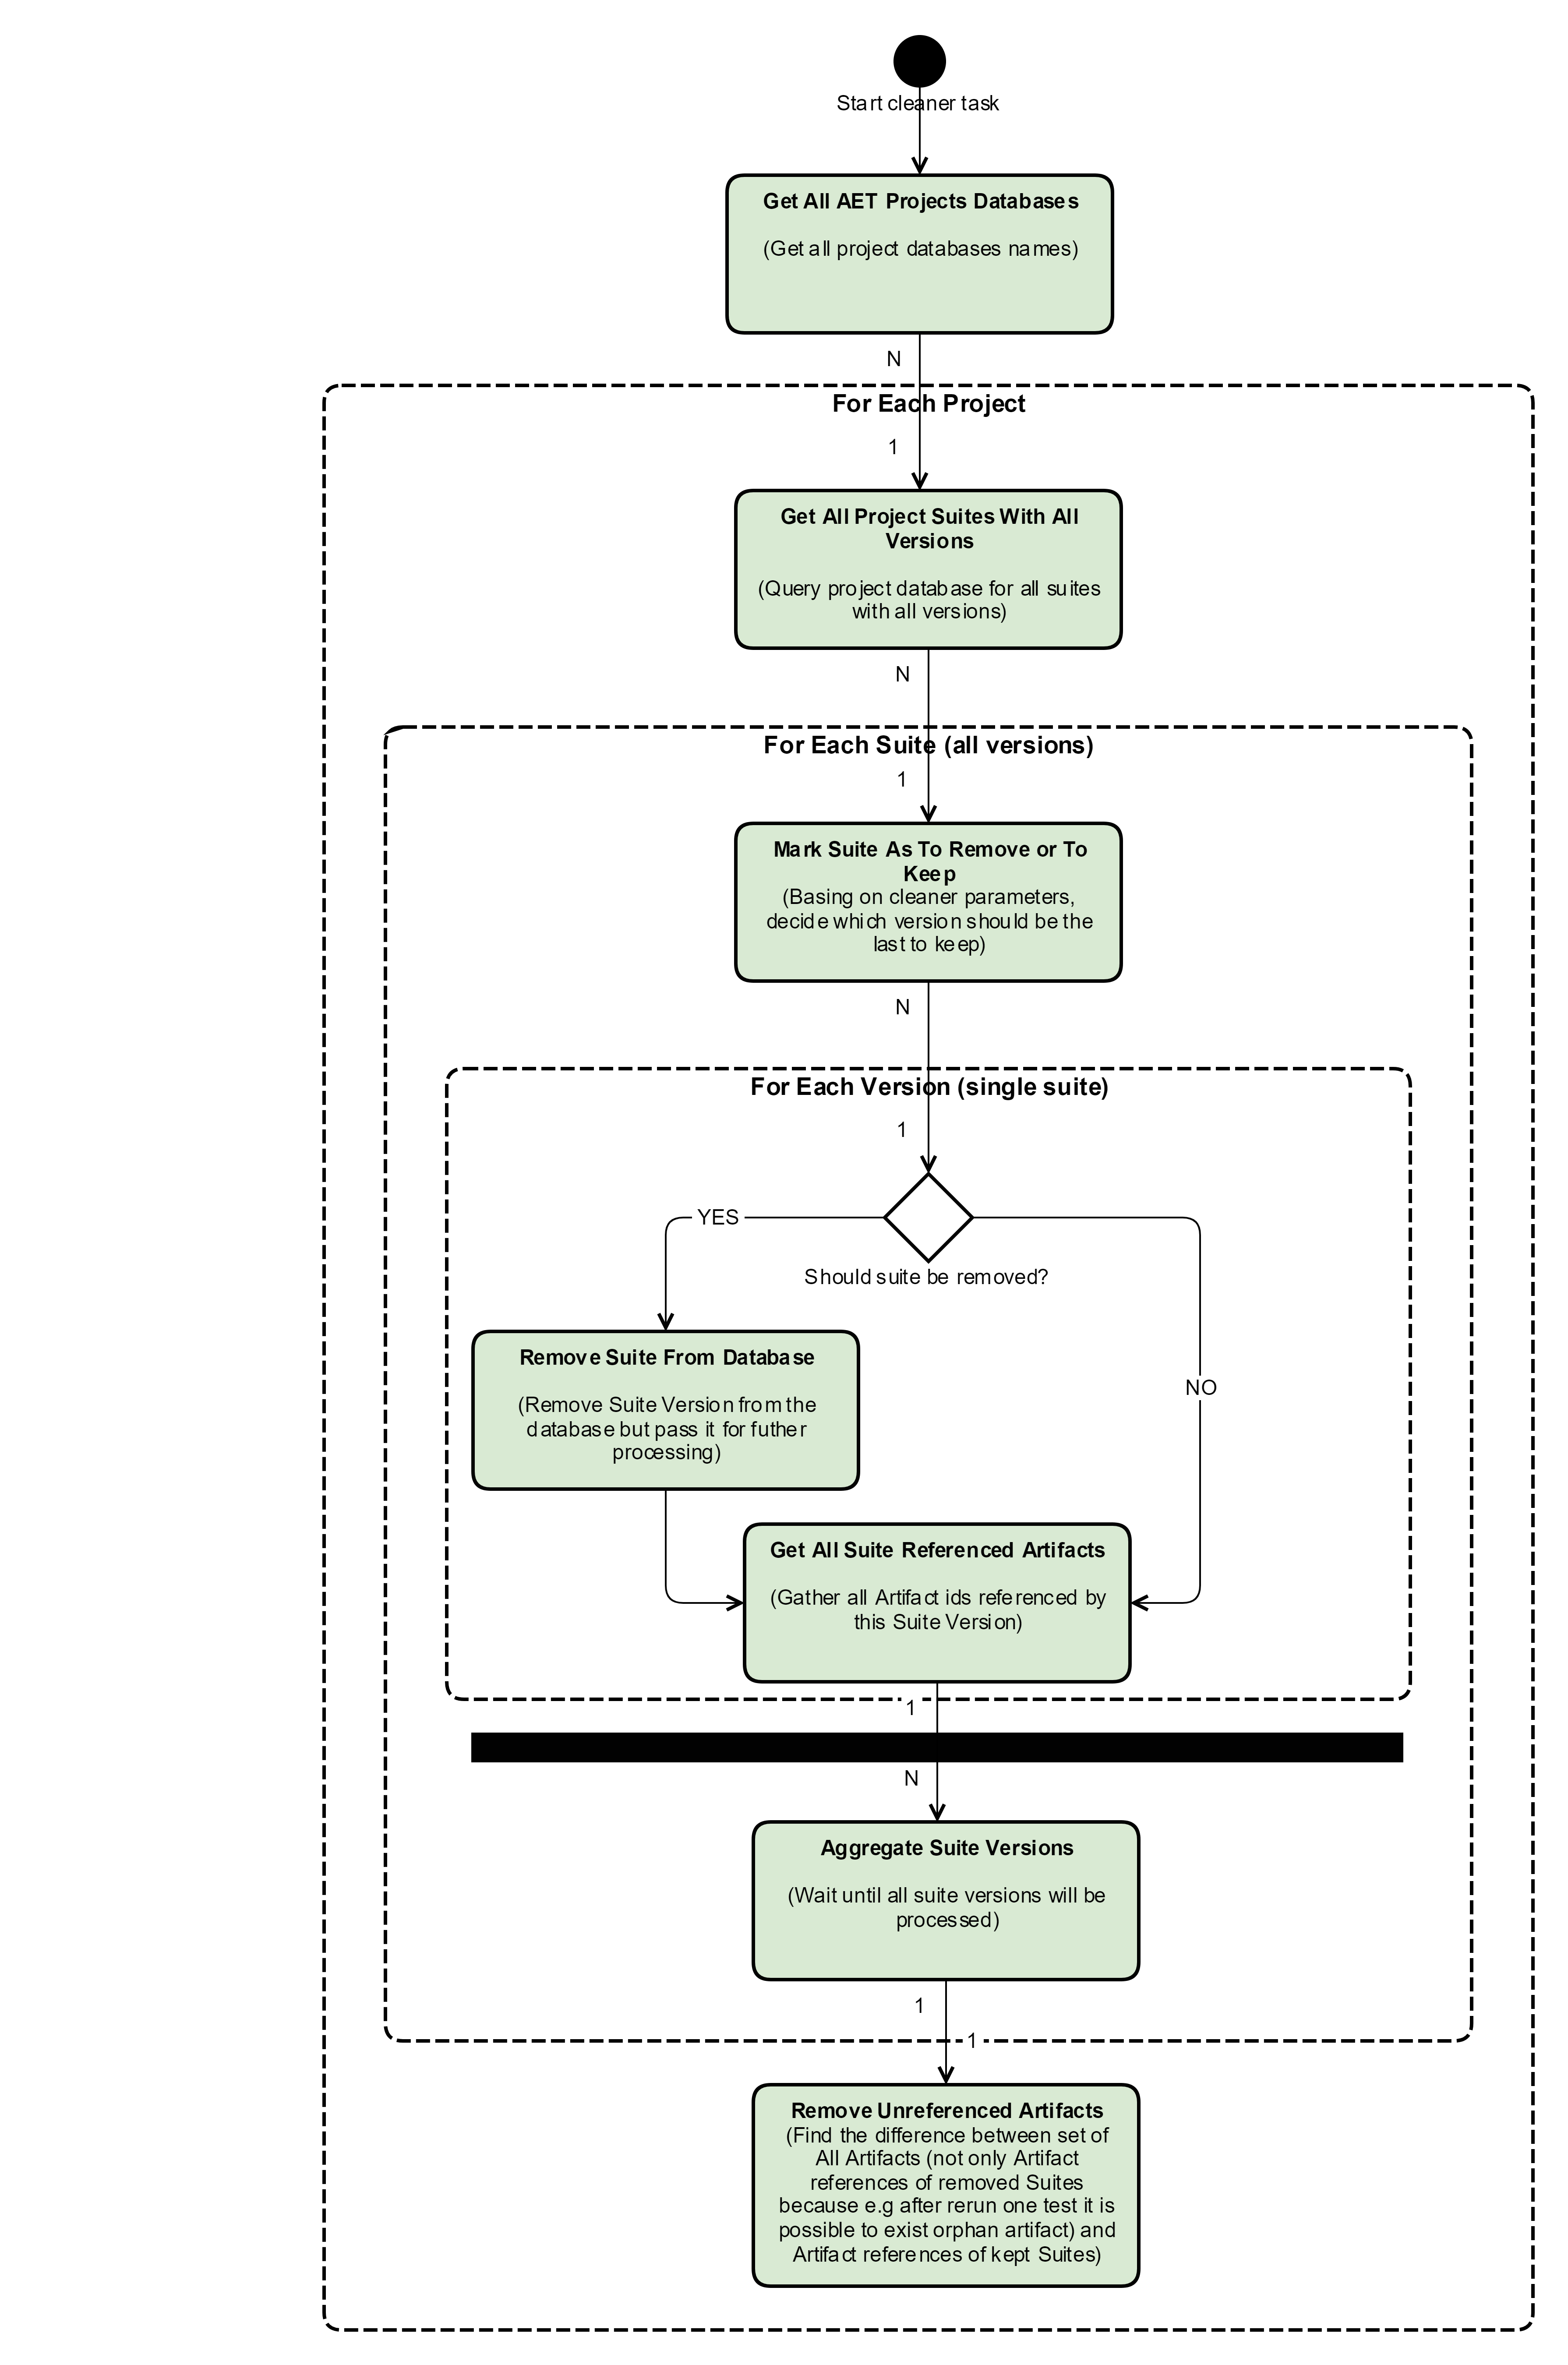 Start cleaner task
Get All AET Projects Databases
(Get all project databases names)
N
For Each Project
1
Get All Project Suites With All
Versions
(Query project database for all suites
with all versions)
N
For Each Suite (all versions)
1
Mark Suite As To Remove or To
Keep
(Basing on cleaner parameters,
decide which version should be the
last to keep)
N
For Each Version (single suite)
1
YES
Should suite be removed?
Remove Suite From Database
(Remove Suite Version from the
database but pass it for futher
processing)
NO
Get All Suite Referenced Artifacts
(Gather all Artifact ids referenced by
this Suite Version)
1
N
Aggregate Suite Versions
(Wait until all suite versions will be
processed)
1
1
Remove Unreferenced Artifacts
(Find the difference between set of
All Artifacts (not only Artifact
references of removed Suites
because e.g after rerun one test it is
possible to exist orphan artifact) and
Artifact references of kept Suites)